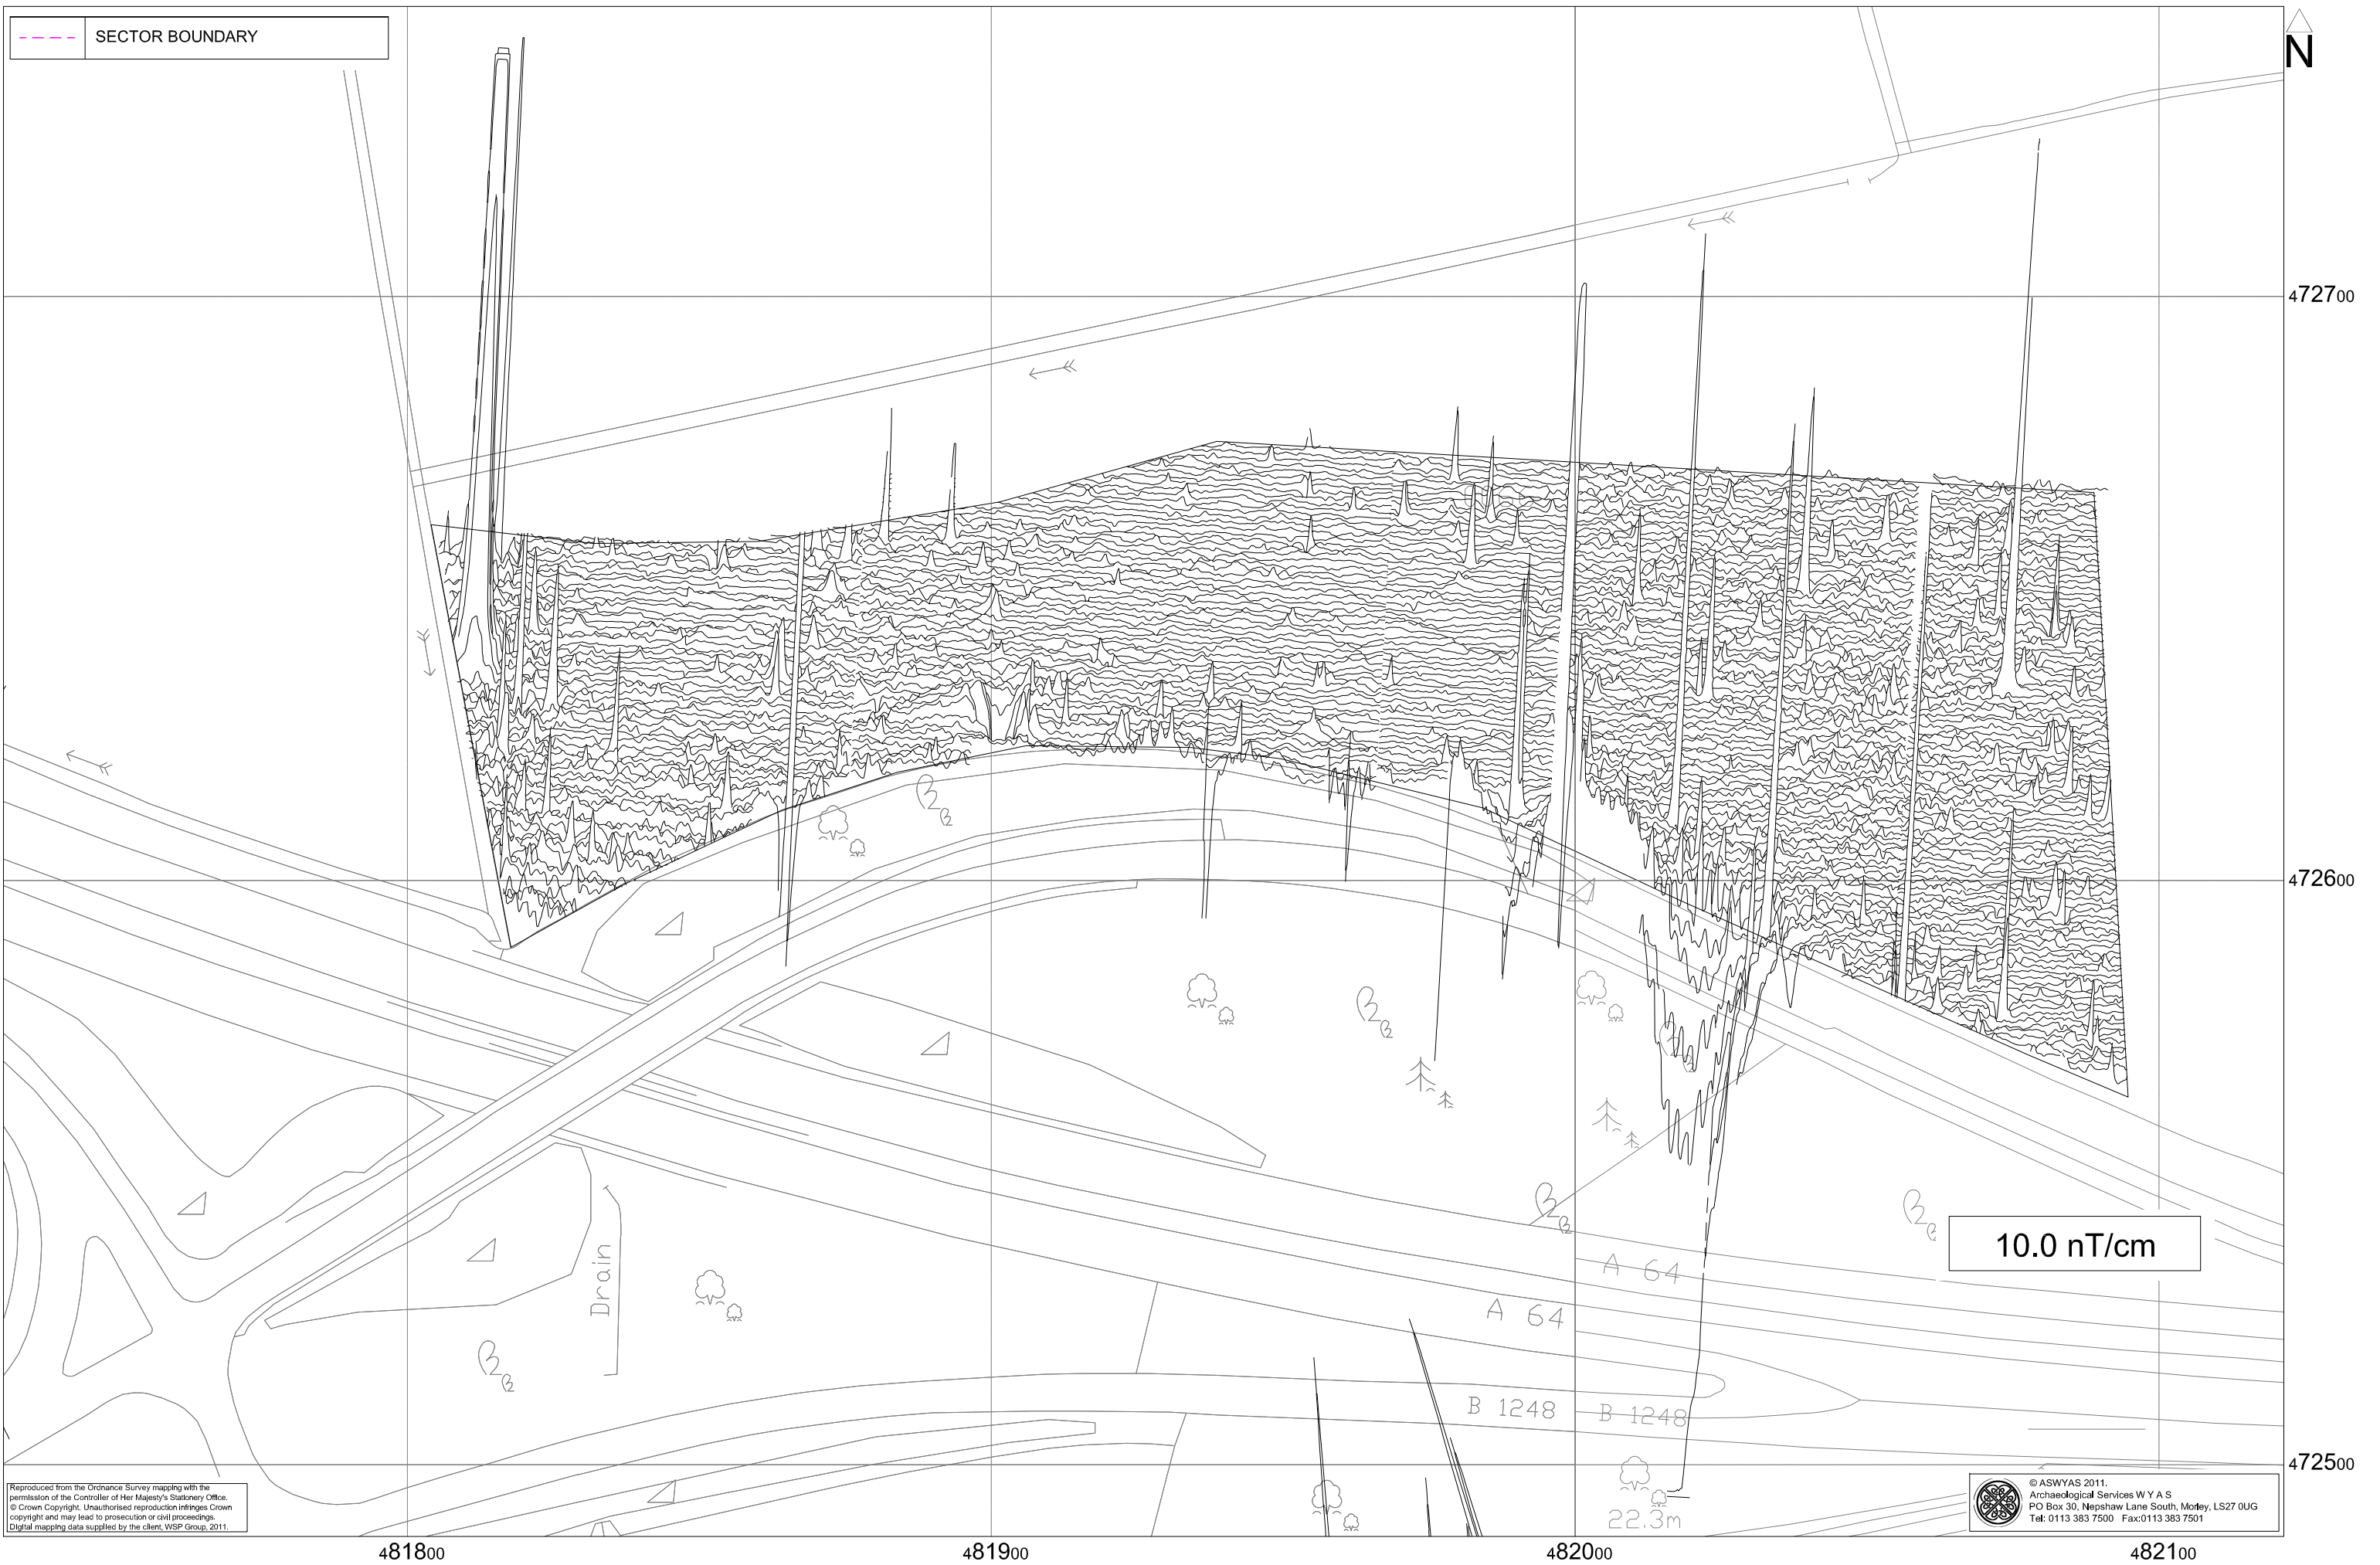 SECTOR BOUNDARY
N
472700
472600
Drain
10.0 nT/cm
A 64
A 64
B 1248
B 1248
472500
22.3m
Reproduced from the Ordnance Survey mapping with the
permission of the Controller of Her Majesty's Stationery Office.
© Crown Copyright. Unauthorised reproduction infringes Crown
copyright and may lead to prosecution or civil proceedings.
Digital mapping data supplied by the client, WSP Group, 2011.
© ASWYAS 2011.
Archaeological Services W Y A S
PO Box 30, Nepshaw Lane South, Morley, LS27 0UG
Tel: 0113 383 7500 Fax:0113 383 7501
481800
481900
482000
482100